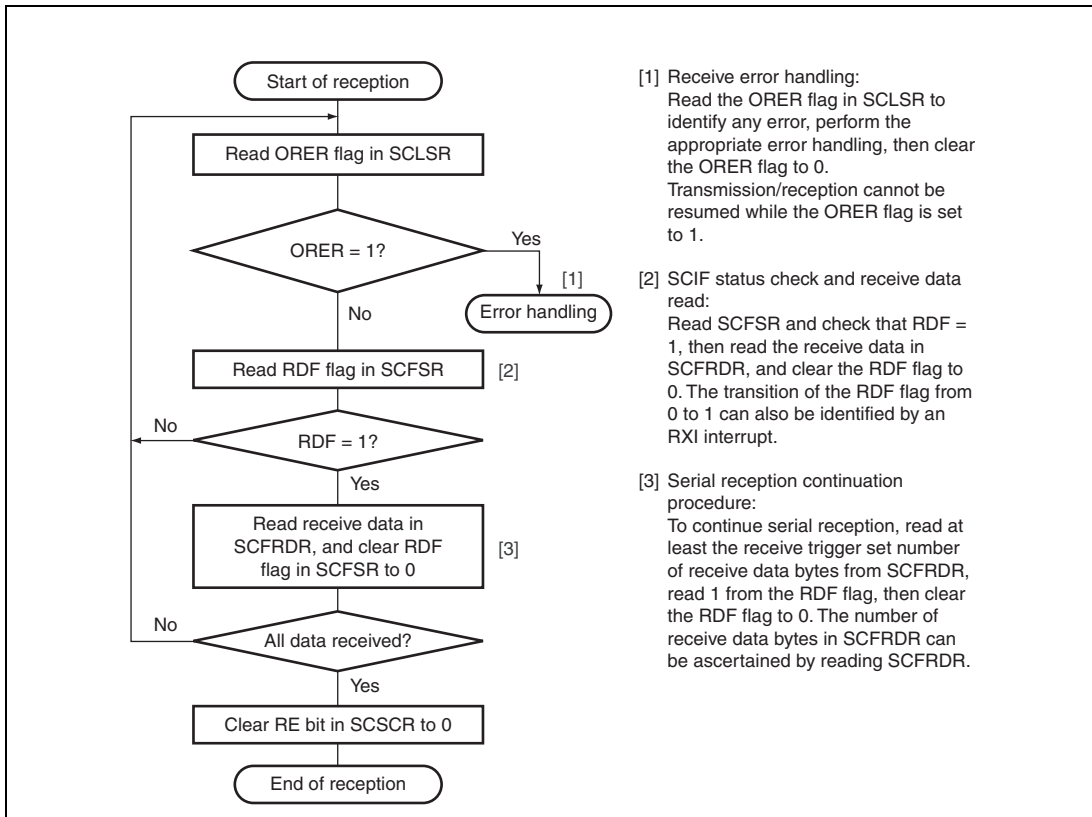 Start of reception
Read ORER flag in SCLSR
ORER = 1?
Yes
[1]
Error handling
No
Read RDF flag in SCFSR
[2]
No
RDF = 1?
Yes
Read receive data in
SCFRDR, and clear RDF
flag in SCFSR to 0
[3]
No
All data received?
Yes
Clear RE bit in SCSCR to 0
End of reception
[1] Receive error handling:
Read the ORER flag in SCLSR to
identify any error, perform the
appropriate error handling, then clear
the ORER flag to 0.
Transmission/reception cannot be
resumed while the ORER flag is set
to 1.
[2] SCIF status check and receive data
read:
Read SCFSR and check that RDF =
1, then read the receive data in
SCFRDR, and clear the RDF flag to
0. The transition of the RDF flag from
0 to 1 can also be identified by an
RXI interrupt.
[3] Serial reception continuation
procedure:
To continue serial reception, read at
least the receive trigger set number
of receive data bytes from SCFRDR,
read 1 from the RDF flag, then clear
the RDF flag to 0. The number of
receive data bytes in SCFRDR can
be ascertained by reading SCFRDR.